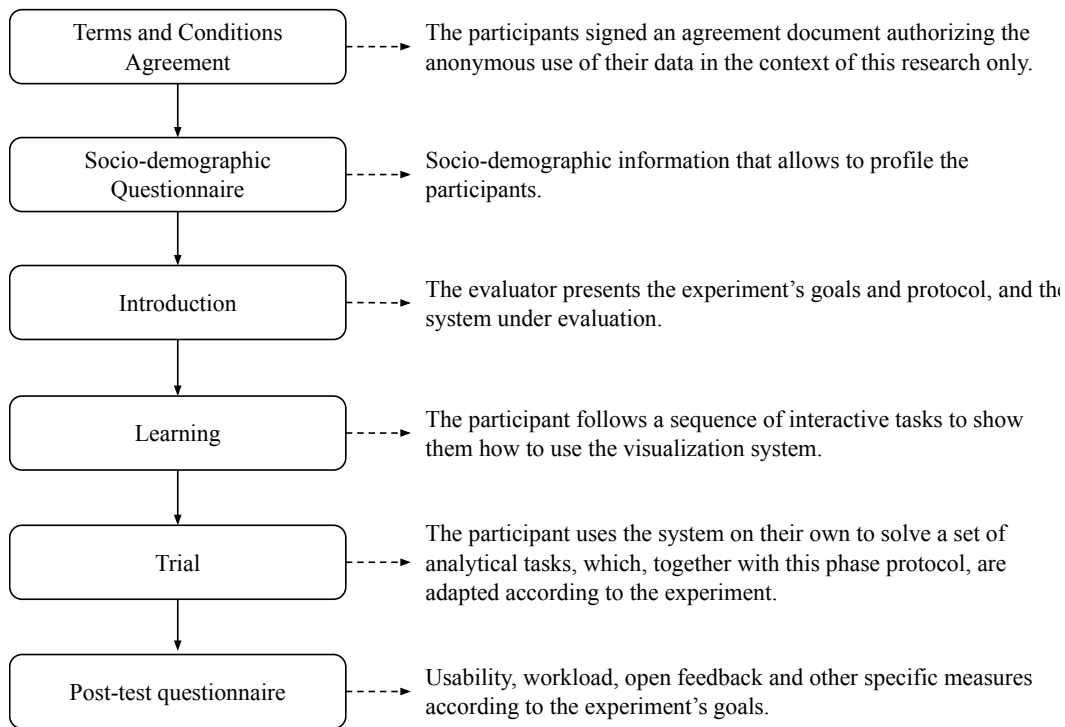 Terms and Conditions
Agreement
The participants signed an agreement document authorizing the
anonymous use of their data in the context of this research only.
Socio-demographic
Questionnaire
Socio-demographic information that allows to profile the
participants.
Introduction
The evaluator presents the experiment’s goals and protocol, and the
system under evaluation.
Learning
The participant follows a sequence of interactive tasks to show
them how to use the visualization system.
Trial
The participant uses the system on their own to solve a set of
analytical tasks, which, together with this phase protocol, are
adapted according to the experiment.
Post-test questionnaire
Usability, workload, open feedback and other specific measures
according to the experiment’s goals.